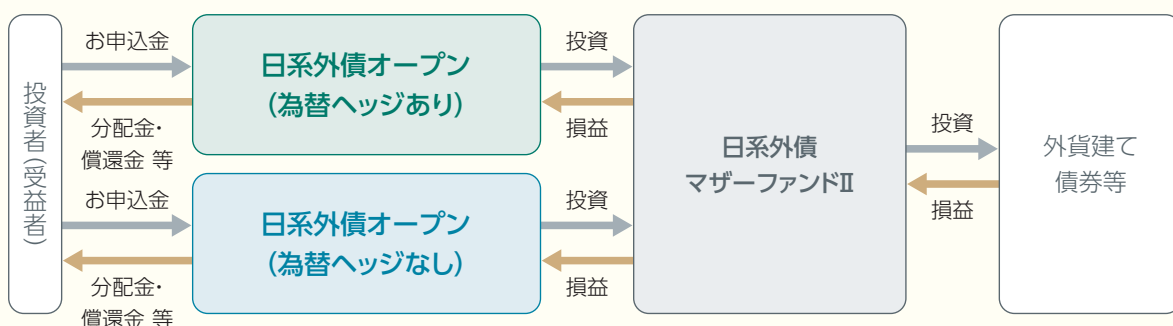 投資者(受益者)
お申込金
分配金・
償還金 等
お申込金
分配金・
償還金 等
日系外債オープン
(為替ヘッジあり)
日系外債オープン
(為替ヘッジなし)
投資
損益
投資
損益
日系外債
マザーファンドⅡ
投資
損益
外貨建て
債券等